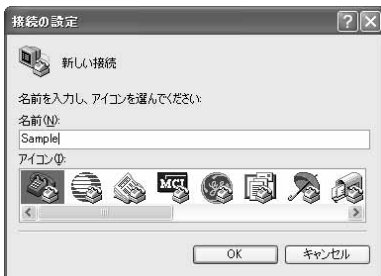 接続の設定
新しい接続
名前を入力し、アイコンを選んでください:
名前(N):
Sample
アイコン(I):
MCI
OK
キャンセル